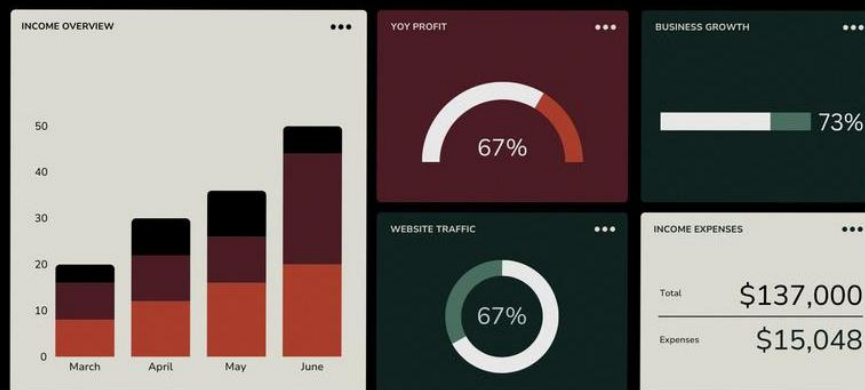 INCOME OVERVIEW
50
40
30
20
10
0
March April May June
YOY PROFIT
67%
BUSINESS GROWTH
73%
WEBSITE TRAFFIC
67%
INCOME EXPENSES
Total $137,000
Expenses $15,048